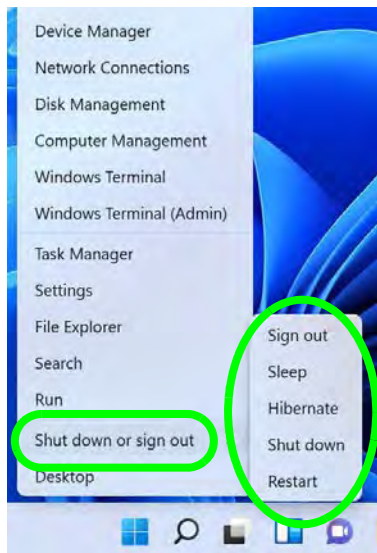 Device Manager
Network Connections
Disk Management
Computer Management
Windows Terminal
Windows Terminal (Admin)
Task Manager
Settings
File Explorer
Search
Run
Shut down or sign out
Desktop
Sign out
Sleep
Hibernate
Shut down
Restart